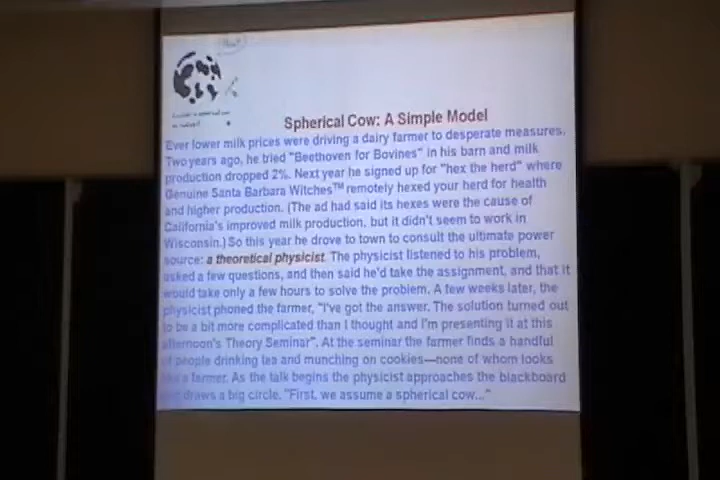 Spherical Cow: A Simple Model
Ever lower milk prices were driving a dairy farmer to desperate measures.
Two years ago, he tried "Beethoven for Bovines" in his barn and milk
production dropped 2%. Next year he signed up for "hex the herd" where
Genuine Santa Barbara Witches™ remotely hexed your herd for health
and higher production. (The ad had said its hexes were the cause of
California's improved milk production, but it didn't seem to work in
Wisconsin.) So this year he drove to town to consult the ultimate power
source: a theoretical physicist. The physicist listened to his problem,
asked a few questions, and then said he'd take the assignment, and that it
would take only a few hours to solve the problem. A few weeks later, the
physicist phoned the farmer, "I've got the answer. The solution turned out
to be a bit more complicated than I thought and I'm presenting it at this
afternoon's Theory Seminar". At the seminar the farmer finds a handful
of people drinking tea and munching on cookies—none of whom looks
like a farmer. As the talk begins the physicist approaches the blackboard
and draws a big circle. "First, we assume a spherical cow..."